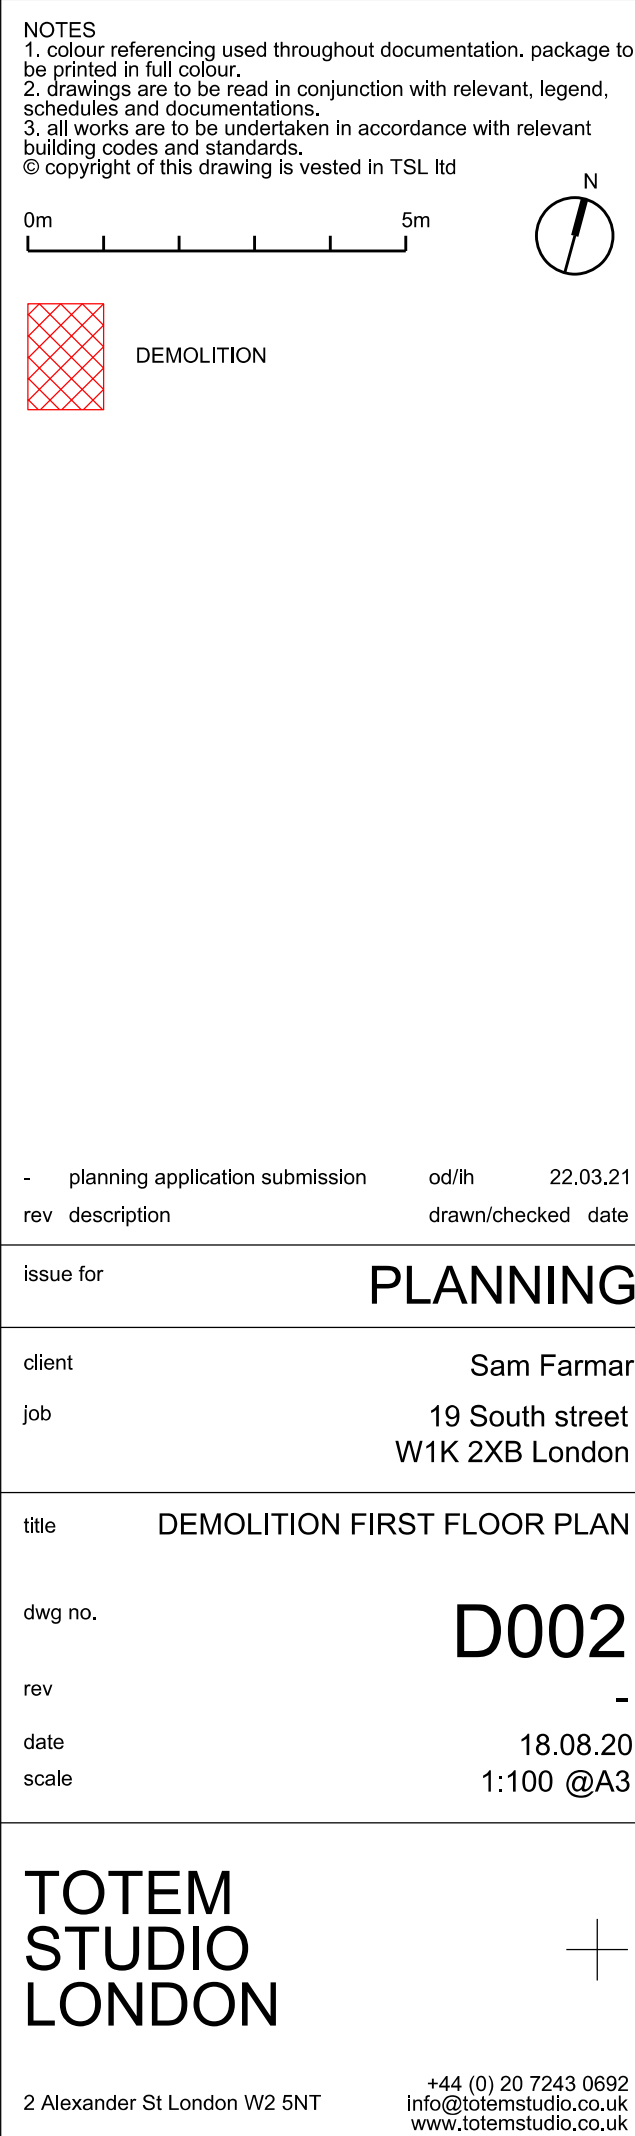 NOTES
1. colour referencing used throughout documentation. package to
be printed in full colour.
2. drawings are to be read in conjunction with relevant, legend,
schedules and documentations.
3. all works are to be undertaken in accordance with relevant
building codes and standards.
© copyright of this drawing is vested in TSL ltd
N
0m 5m
DEMOLITION
- planning application submission od/ih 22.03.21
rev description drawn/checked date
issue for PLANNING
client Sam Farmar
job 19 South street
W1K 2XB London
title DEMOLITION FIRST FLOOR PLAN
dwg no. D002
rev -
date 18.08.20
scale 1:100 @A3
TOTEM
STUDIO
LONDON
+44 (0) 20 7243 0692
2 Alexander St London W2 5NT info@totemstudio.co.uk
www.totemstudio.co.uk